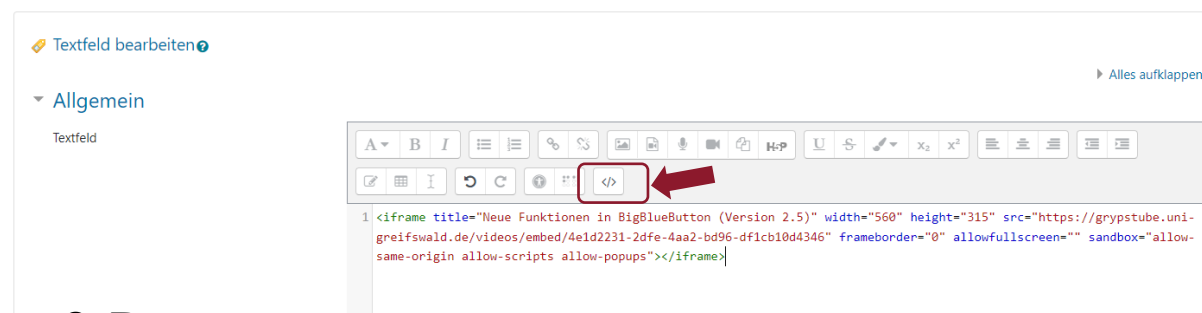 Textfeld bearbeiten
Alles aufklappen
Allgemein
Textfeld
A B I H-P U S x₂ x²
</>
1 <iframe title="Neue Funktionen in BigBlueButton (Version 2.5)" width="560" height="315" src="https://grypstube.uni-
greifswald.de/videos/embed/4e1d2231-2dfe-4aa2-bd96-df1cb10d4346" frameborder="0" allowfullscreen="" sandbox="allow-
same-origin allow-scripts allow-popups"></iframe>